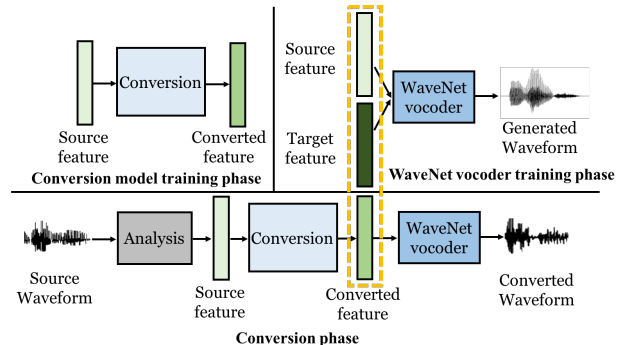 Conversion
Source
feature
Converted
feature
Conversion model training phase
Source
feature
Target
feature
WaveNet
vocoder
Generated
Waveform
WaveNet vocoder training phase
Source
Waveform
Analysis
Source
feature
Conversion
Converted
feature
WaveNet
vocoder
Converted
Waveform
Conversion phase